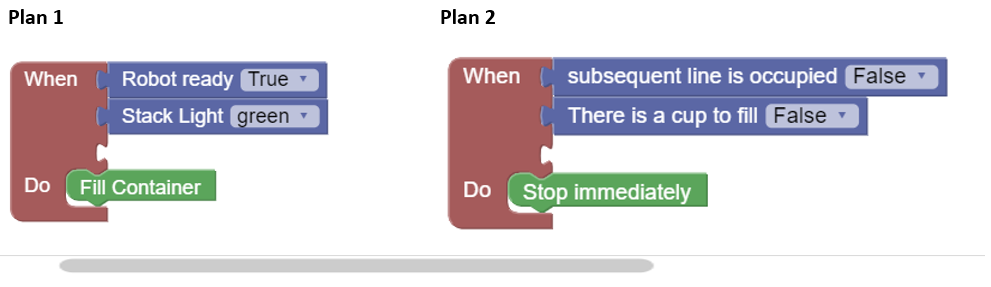 Plan 1
When Robot ready True
Stack Light green
Do Fill Container
Plan 2
When subsequent line is occupied False
There is a cup to fill False
Do Stop immediately